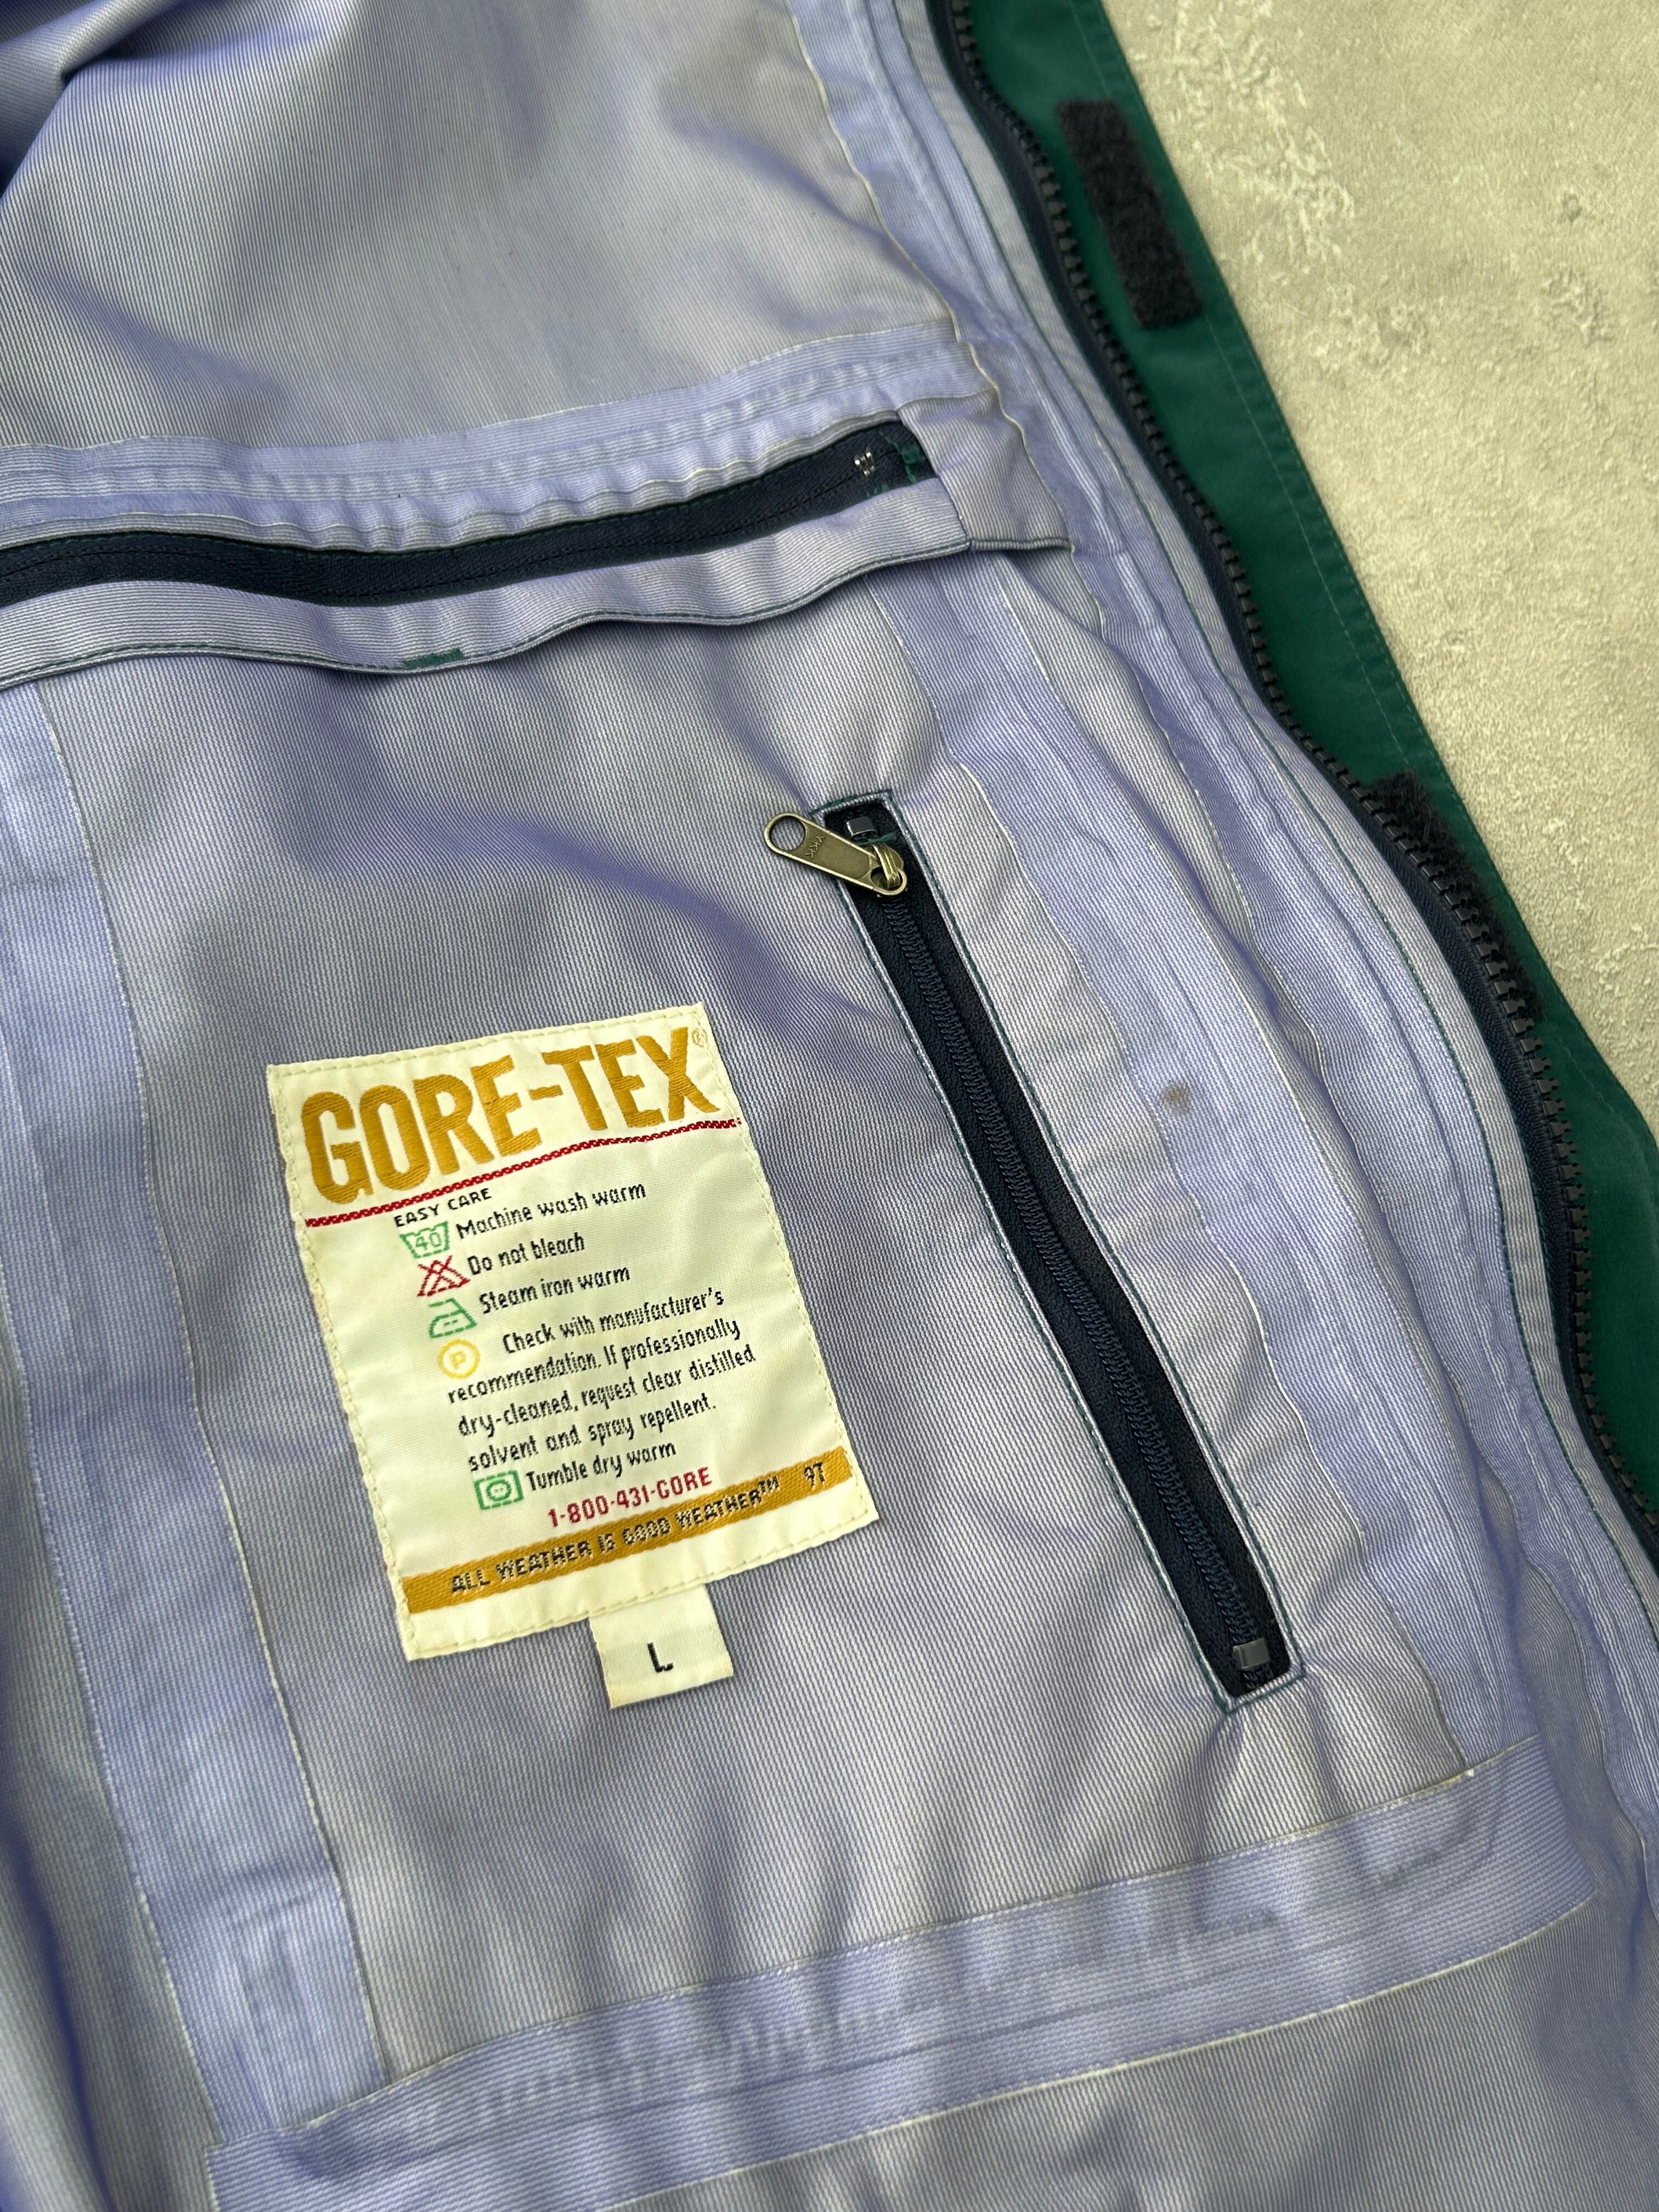 YKK
GORE-TEX®
EASY CARE
40 Machine wash warm
Do not bleach
Steam iron warm
P Check with manufacturer's
recommendation. If professionally
dry-cleaned, request clear distilled
solvent and spray repellent.
Tumble dry warm
1-800-431-GORE
ALL WEATHER IS GOOD WEATHER™ 9T
L